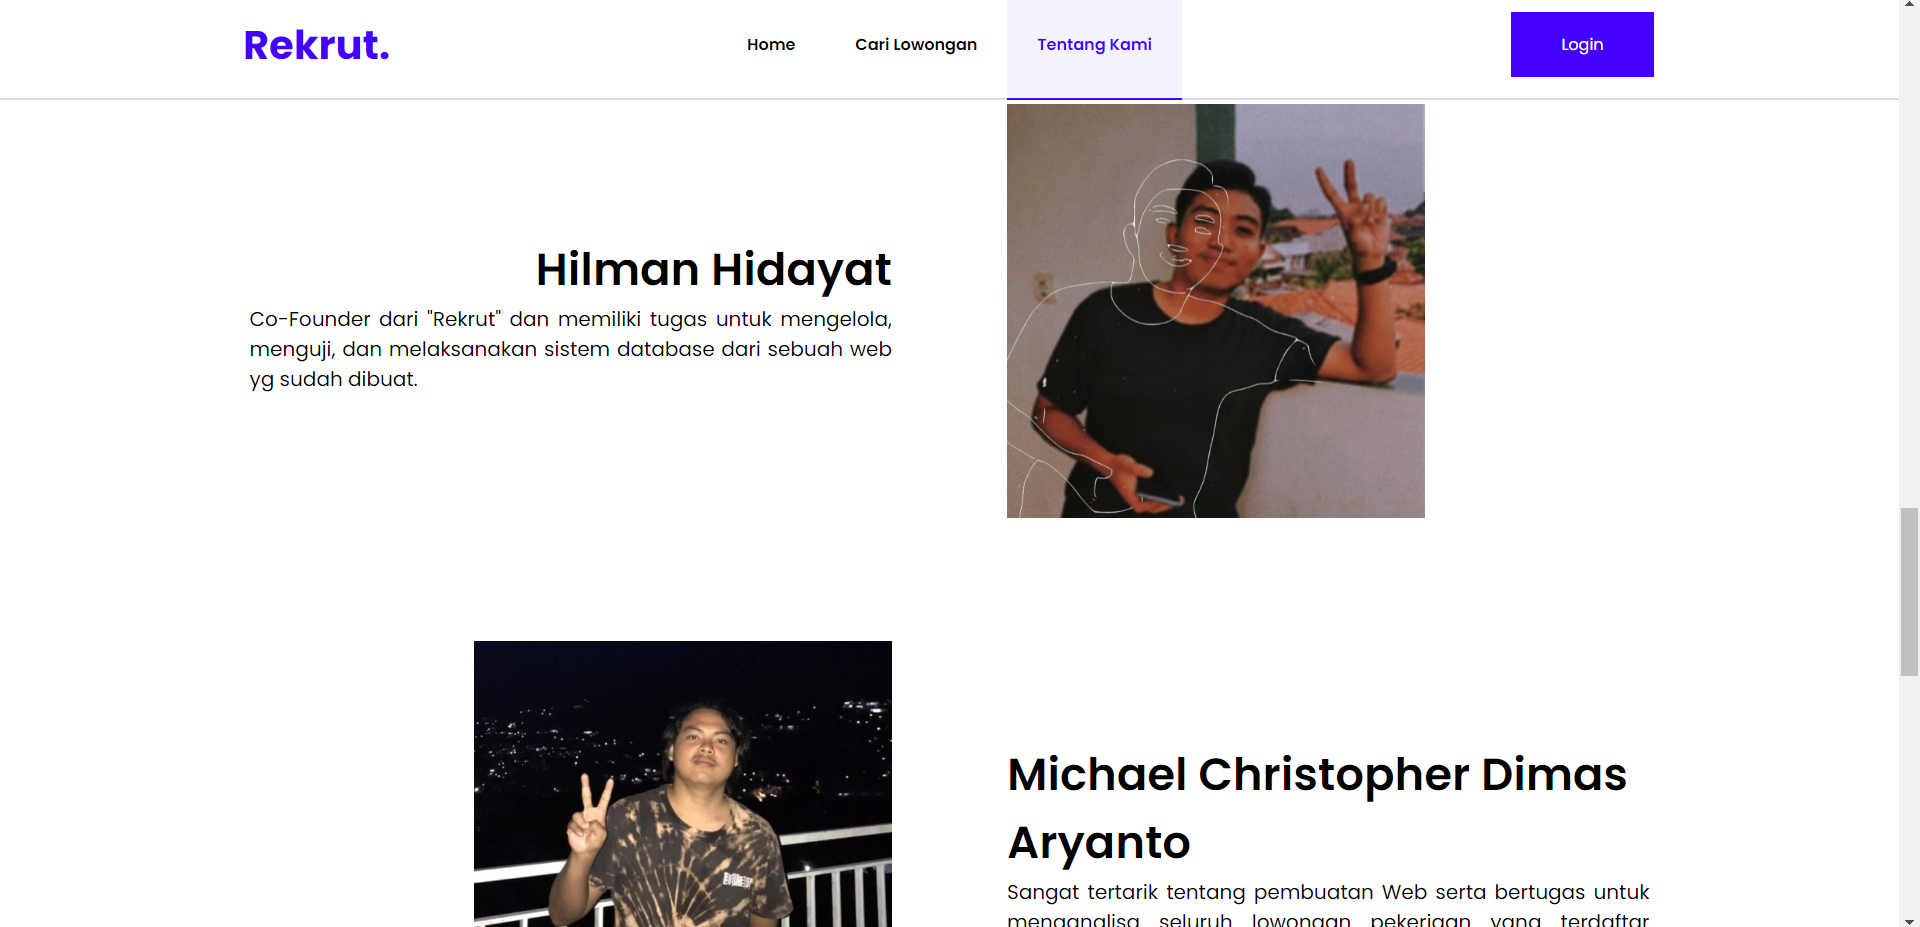 Rekrut.
Home
Cari Lowongan
Tentang Kami
Login
Hilman Hidayat
Co-Founder dari "Rekrut" dan memiliki tugas untuk mengelola,
menguji, dan melaksanakan sistem database dari sebuah web
yg sudah dibuat.
Michael Christopher Dimas
Aryanto
Sangat tertarik tentang pembuatan Web serta bertugas untuk
menganalisa seluruh lowongan pekerjaan yang terdaftar